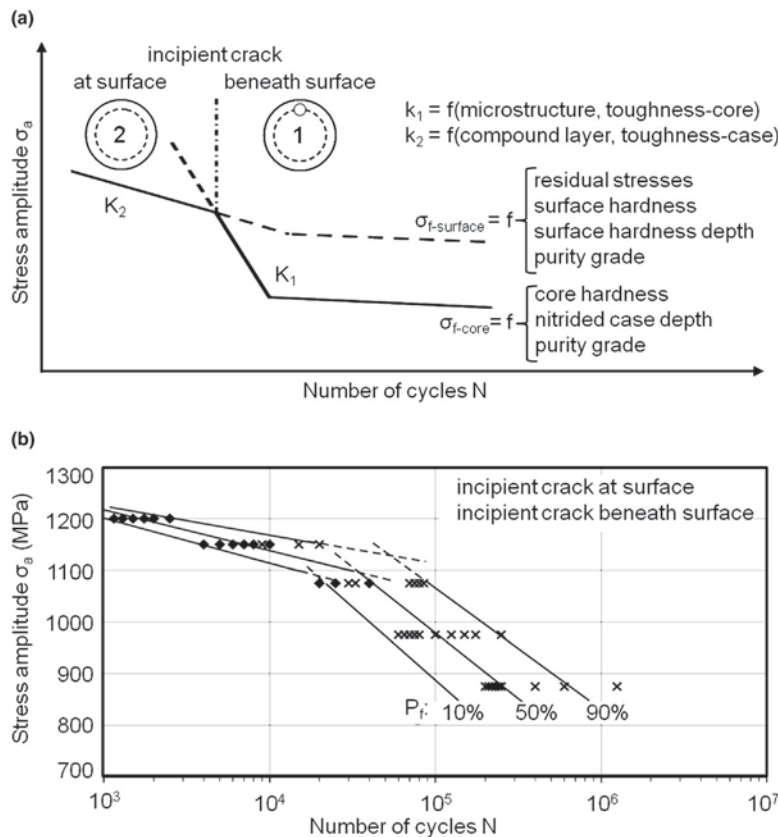 (a)
incipient crack
at surface
beneath surface
2
1
k₁ = f(microstructure, toughness-core)
k₂ = f(compound layer, toughness-case)
Stress amplitude σₐ
K₂
K₁
σf-surface = f
residual stresses
surface hardness
surface hardness depth
purity grade
σf-core = f
core hardness
nitrided case depth
purity grade
Number of cycles N
(b)
Stress amplitude σₐ (MPa)
1300
1200
1100
1000
900
800
700
incipient crack at surface
incipient crack beneath surface
Pf: 10% 50% 90%
10³ 10⁴ 10⁵ 10⁶ 10⁷
Number of cycles N